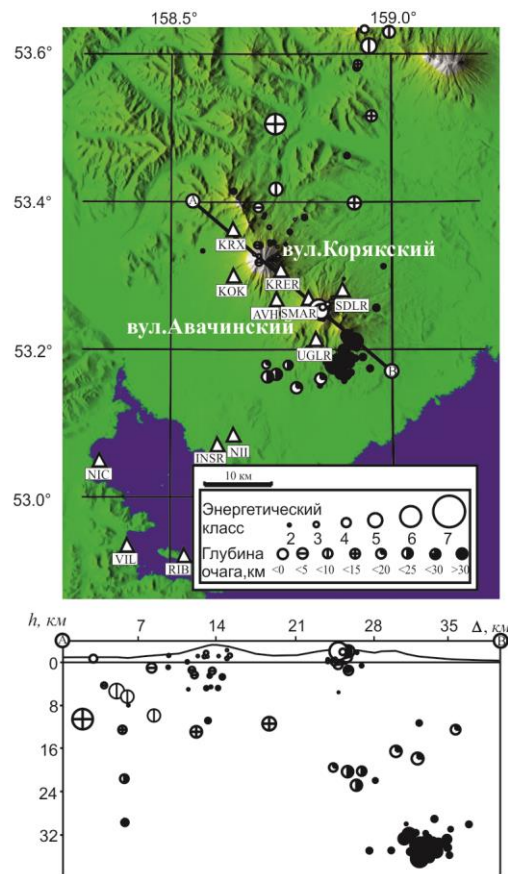 158.5° 159.0°
53.6°
53.4°
A
KRX
вул.Корякский
KRER
KOK
SDLR
AVH
SMAR
вул.Авачинский
UGLR
53.2°
B
NII
INSR
NIC
10 км
53.0°
Энергетический
класс
2 3 4 5 6 7
Глубина
очага,км
<0 <5 <10 <15 <20 <25 <30 >30
VIL
RIB
h, км
A 7 14 21 28 35 Δ, км B
0
8
16
24
32